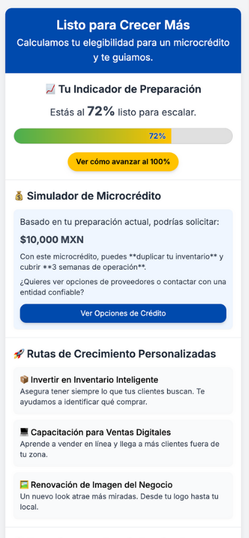 Listo para Crecer Más
Calculamos tu elegibilidad para un microcrédito
y te guiamos.
📈 Tu Indicador de Preparación
Estás al 72% listo para escalar.
72%
Ver cómo avanzar al 100%
💰 Simulador de Microcrédito
Basado en tu preparación actual, podrías solicitar:
$10,000 MXN
Con este microcrédito, puedes **duplicar tu inventario** y
cubrir **3 semanas de operación**.
¿Quieres ver opciones de proveedores o contactar con una
entidad confiable?
Ver Opciones de Crédito
🚀 Rutas de Crecimiento Personalizadas
📦 Invertir en Inventario Inteligente
Asegura tener siempre lo que tus clientes buscan. Te
ayudamos a identificar qué comprar.
💻 Capacitación para Ventas Digitales
Aprende a vender en línea y llega a más clientes fuera de
tu zona.
🖼️ Renovación de Imagen del Negocio
Un nuevo look atrae más miradas. Desde tu logo hasta tu
local.